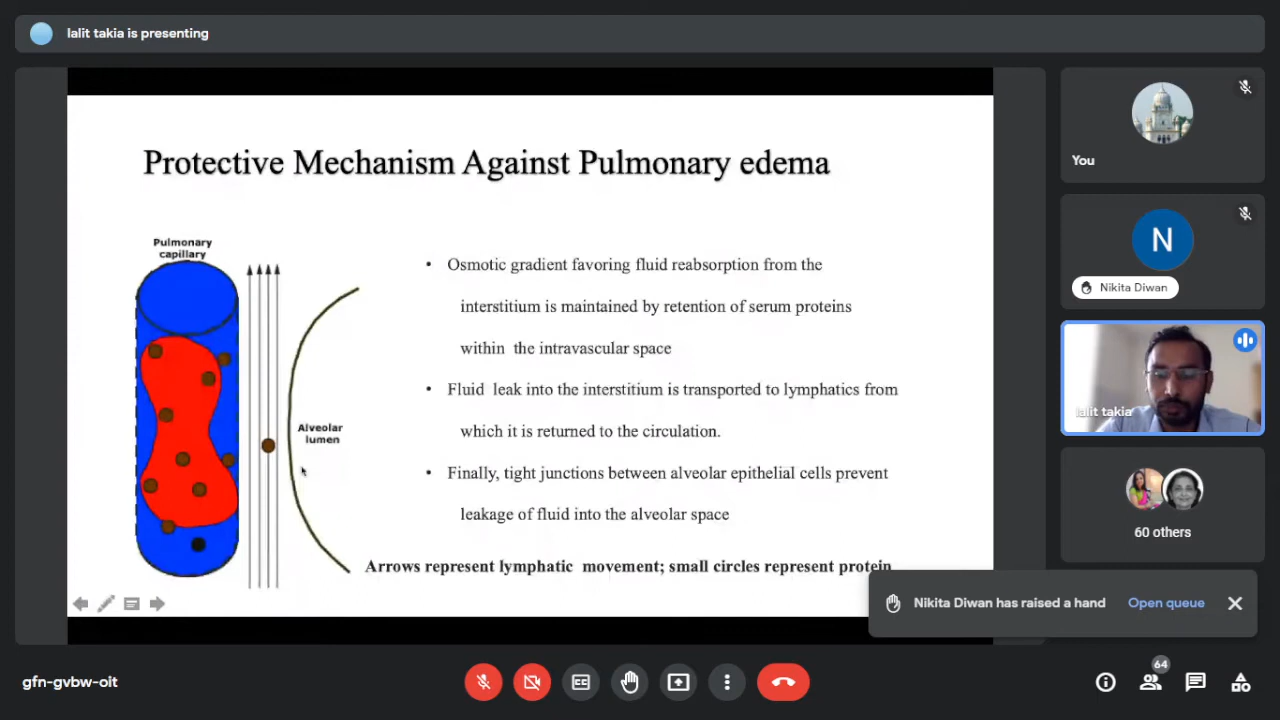 lalit takia is presenting
Protective Mechanism Against Pulmonary edema
Pulmonary
capillary
Alveolar
lumen
• Osmotic gradient favoring fluid reabsorption from the
interstitium is maintained by retention of serum proteins
within the intravascular space
• Fluid leak into the interstitium is transported to lymphatics from
which it is returned to the circulation.
• Finally, tight junctions between alveolar epithelial cells prevent
leakage of fluid into the alveolar space
Arrows represent lymphatic movement; small circles represent protein
You
N
Nikita Diwan
lalit takia
60 others
Nikita Diwan has raised a hand Open queue
gfn-gvbw-oit
CC
64